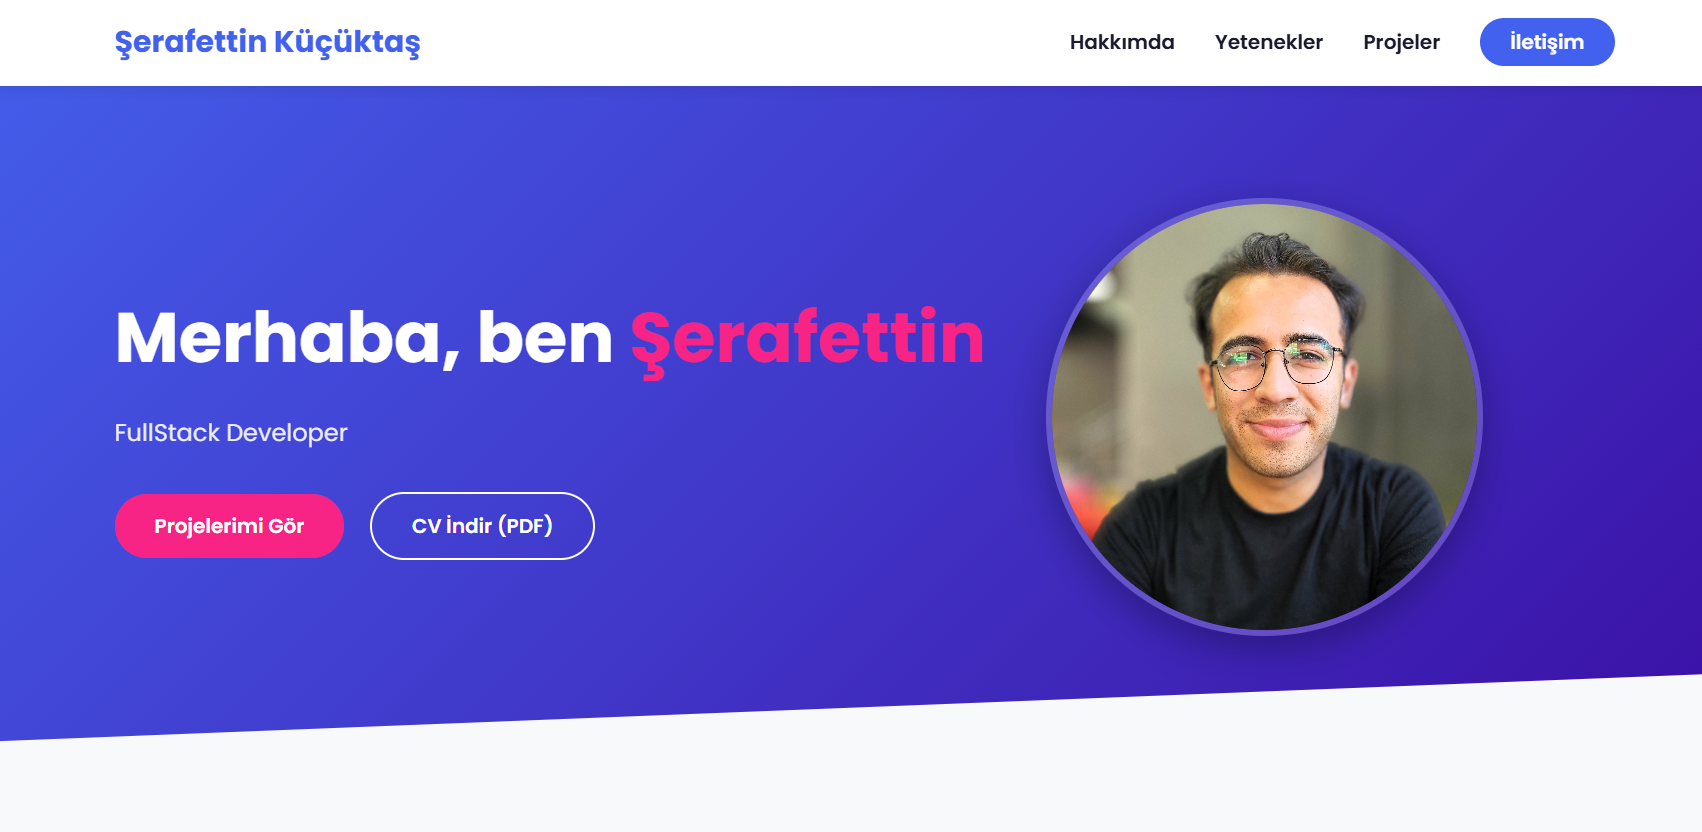 Şerafettin Küçüktaş
Hakkımda
Yetenekler
Projeler
İletişim
Merhaba, ben Şerafettin
FullStack Developer
Projelerimi Gör
CV İndir (PDF)